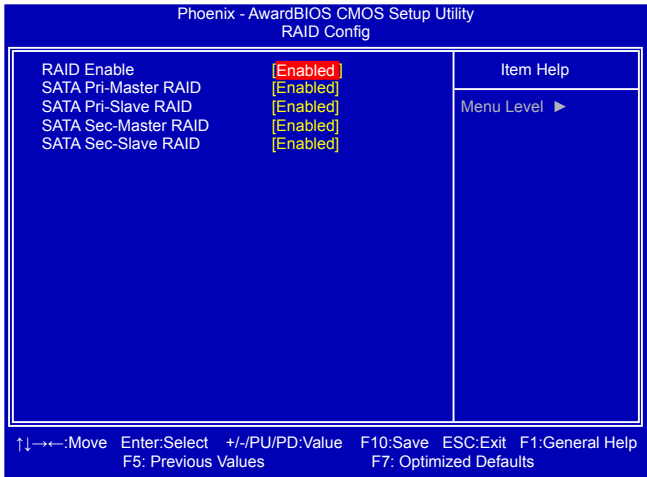 Phoenix - AwardBIOS CMOS Setup Utility
RAID Config
RAID Enable [Enabled]
SATA Pri-Master RAID [Enabled]
SATA Pri-Slave RAID [Enabled]
SATA Sec-Master RAID [Enabled]
SATA Sec-Slave RAID [Enabled]
Item Help
Menu Level ►
↑↓→←:Move Enter:Select +/-/PU/PD:Value F10:Save ESC:Exit F1:General Help
F5: Previous Values F7: Optimized Defaults